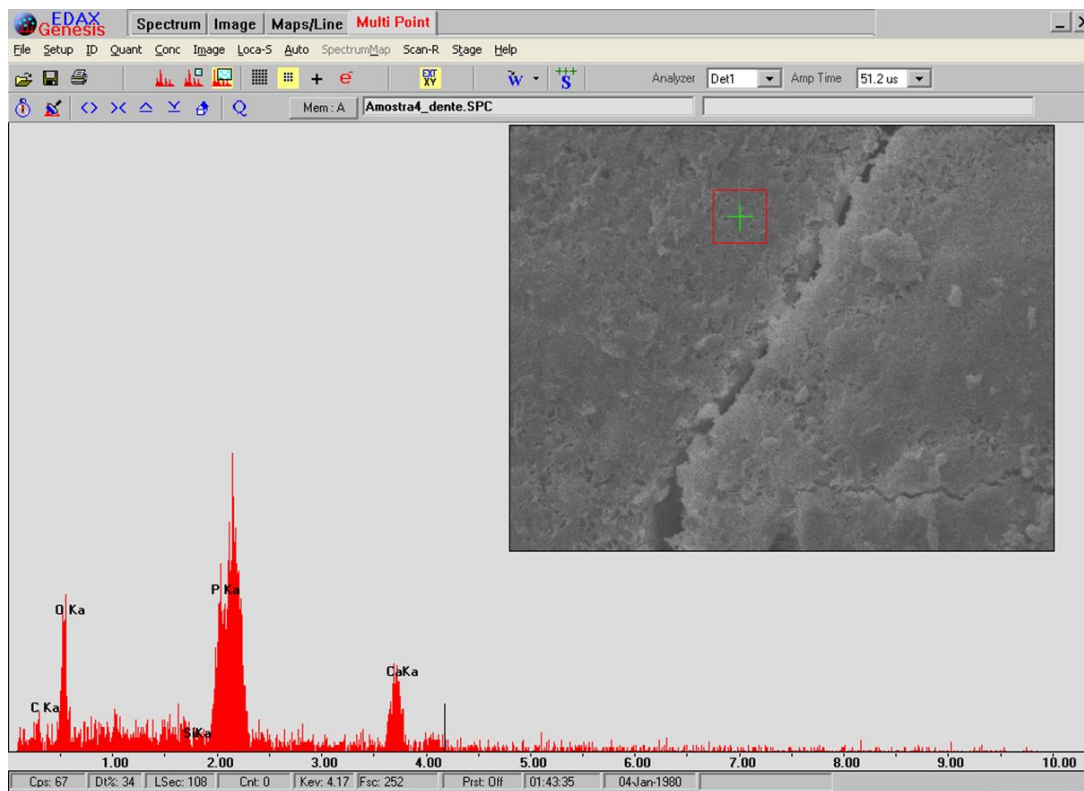 EDAX Genesis Spectrum Image Maps/Line Multi Point
File Setup ID Quant Conc Image Loca-S Auto SpectrumMap Scan-R Stage Help
EXT XY W S Analyzer Det1 Amp Time 51.2 us
Q Mem : A Amostra4_dente.SPC
P Ka
O Ka
CaKa
C Ka
SiKa
1.00 2.00 3.00 4.00 5.00 6.00 7.00 8.00 9.00 10.00
Cps: 67 Dt%: 34 LSec: 108 Cnt: 0 Kev: 4.17 Fsc: 252 Prst: Off 01:43:35 04-Jan-1980